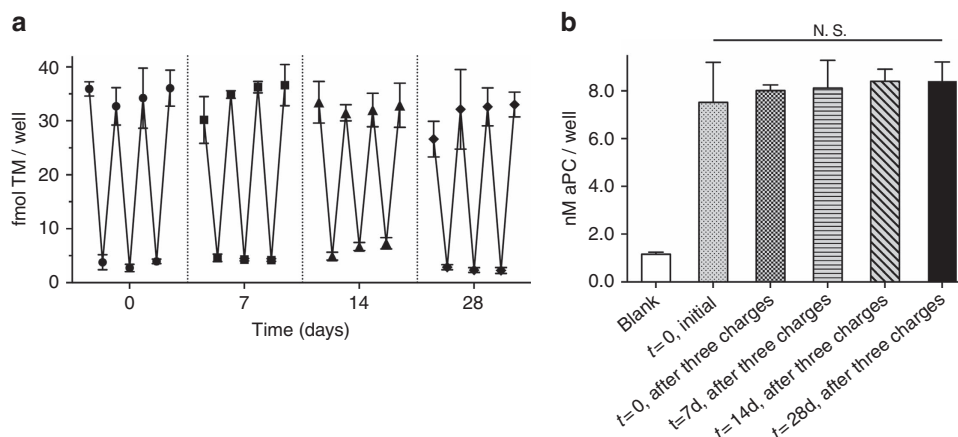 a
40
30
20
10
0
fmol TM / well
0
7
14
28
Time (days)
b
N. S.
8.0
6.0
4.0
2.0
0.0
nM aPC / well
Blank
t= 0, initial
t= 0, after three charges
t=7d, after three charges
t= 14d, after three charges
t= 28d, after three charges